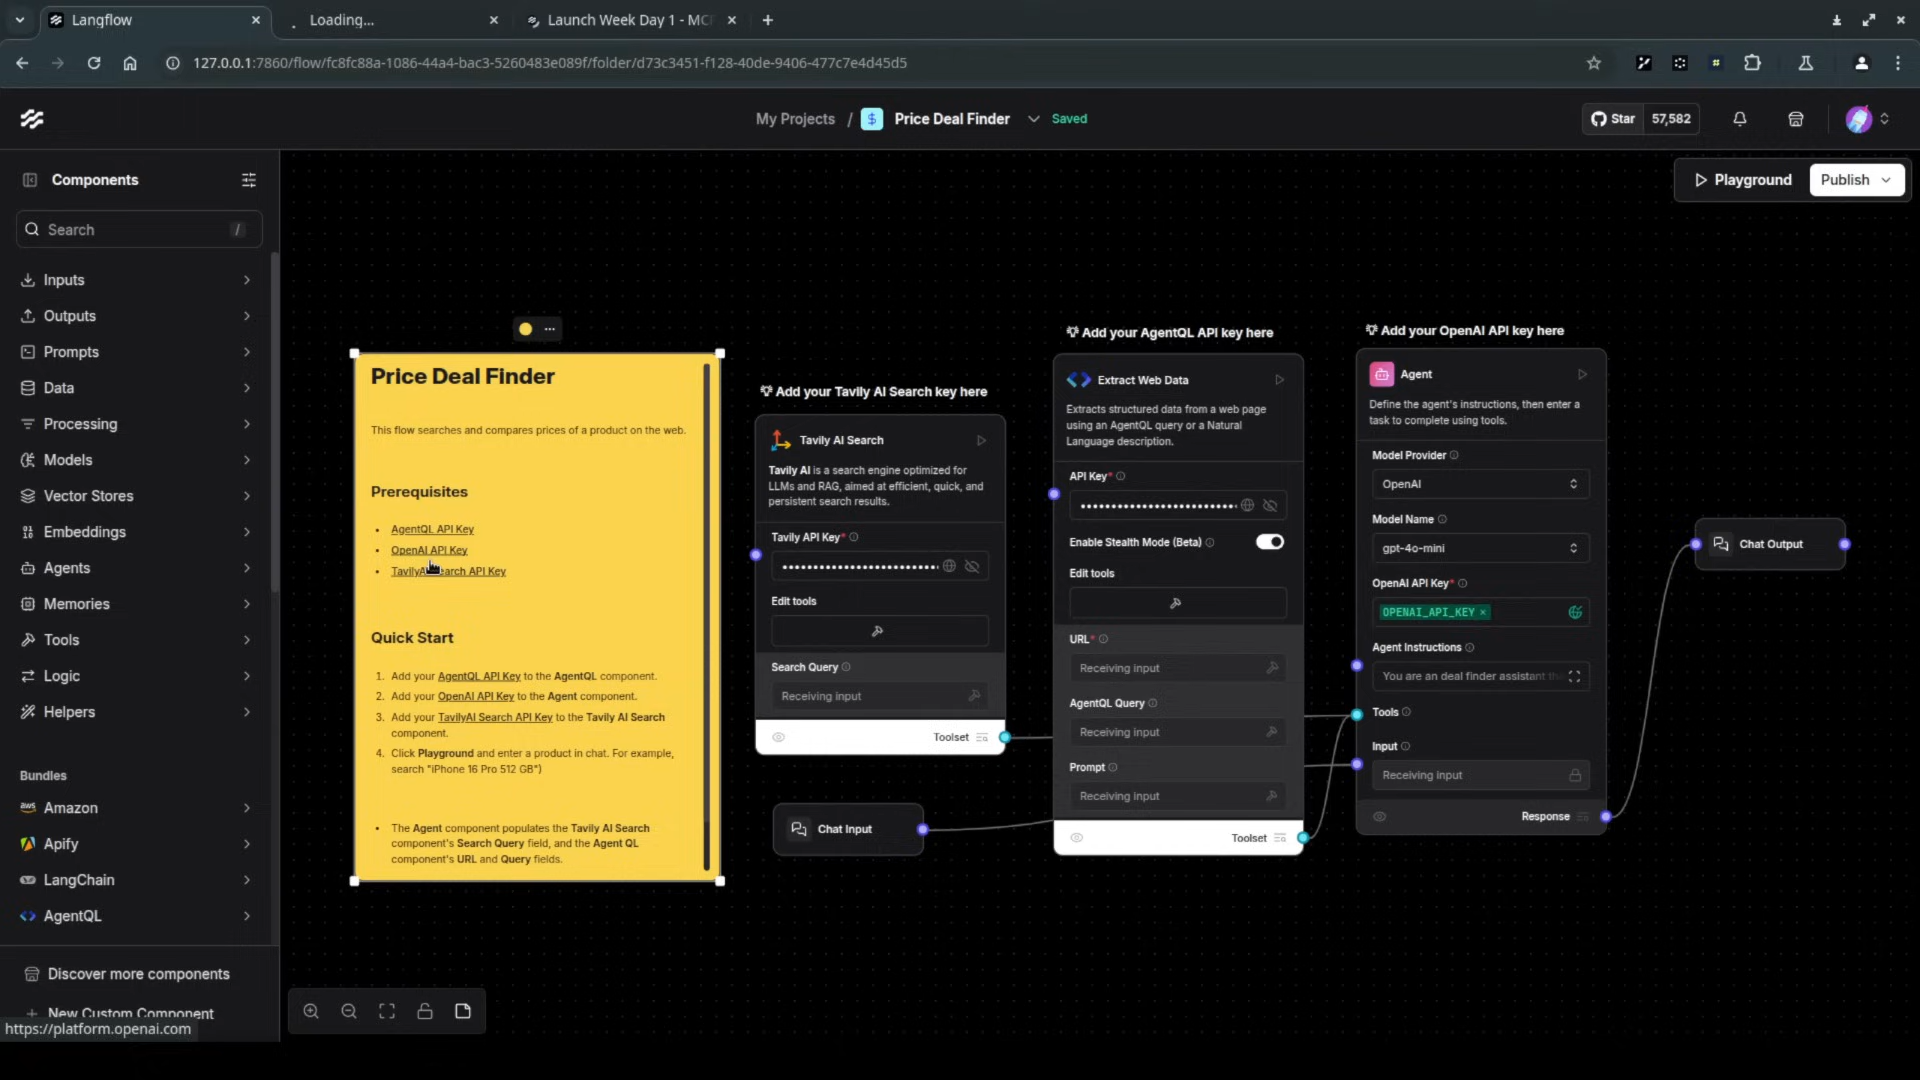 Langflow
Loading...
Launch Week Day 1 - MC
127.0.0.1:7860/flow/fc8fc88a-1086-44a4-bac3-5260483e089f/folder/d73c3451-f128-40de-9406-477c7e4d45d5
My Projects / $ Price Deal Finder Saved
Star 57,582
Components
Search /
Inputs
Outputs
Prompts
Data
Processing
Models
Vector Stores
Embeddings
Agents
Memories
Tools
Logic
Helpers
Bundles
aws Amazon
Apify
LangChain
AgentQL
Discover more components
New Custom Component
https://platform.openai.com
Playground
Publish
Price Deal Finder
This flow searches and compares prices of a product on the web.
Prerequisites
• AgentQL API Key
• OpenAI API Key
• TavilyAI Search API Key
Quick Start
1. Add your AgentQL API Key to the AgentQL component.
2. Add your OpenAI API Key to the Agent component.
3. Add your TavilyAI Search API Key to the Tavily AI Search
component.
4. Click Playground and enter a product in chat. For example,
search "iPhone 16 Pro 512 GB")
• The Agent component populates the Tavily AI Search
component's Search Query field, and the Agent QL
component's URL and Query fields.
Add your Tavily AI Search key here
Tavily AI Search
Tavily AI is a search engine optimized for
LLMs and RAG, aimed at efficient, quick, and
persistent search results.
Tavily API Key*
Edit tools
Search Query
Receiving input
Toolset
Chat Input
Add your AgentQL API key here
Extract Web Data
Extracts structured data from a web page
using an AgentQL query or a Natural
Language description.
API Key*
Enable Stealth Mode (Beta)
Edit tools
URL*
Receiving input
AgentQL Query
Receiving input
Prompt
Receiving input
Toolset
Add your OpenAI API key here
Agent
Define the agent's instructions, then enter a
task to complete using tools.
Model Provider
OpenAI
Model Name
gpt-4o-mini
OpenAI API Key*
OPENAI_API_KEY ×
Agent Instructions
You are an deal finder assistant
Tools
Input
Receiving input
Response
Chat Output